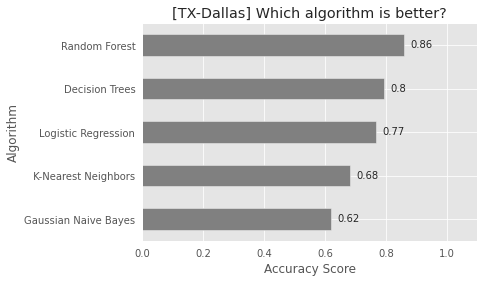 [TX-Dallas] Which algorithm is better?
Random Forest 0.86
Decision Trees 0.8
Logistic Regression 0.77
K-Nearest Neighbors 0.68
Gaussian Naive Bayes 0.62
Algorithm
0.0 0.2 0.4 0.6 0.8 1.0
Accuracy Score